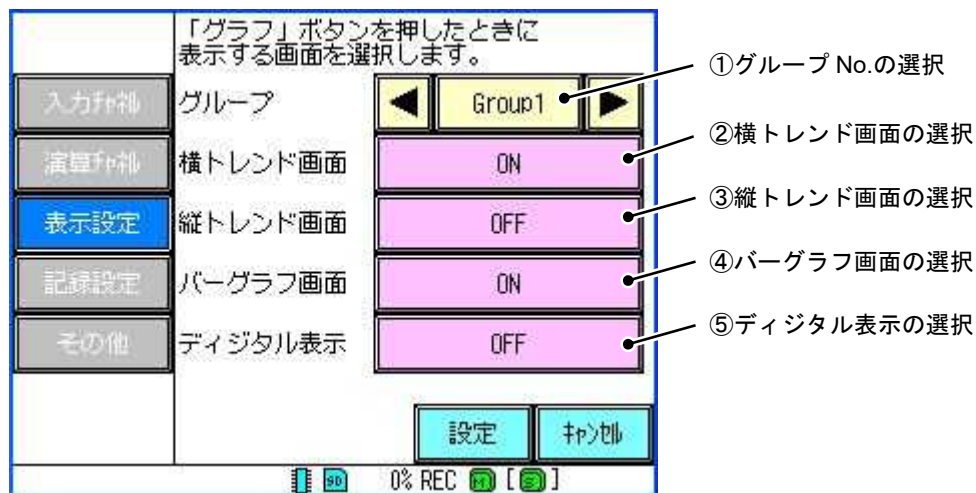 「グラフ」ボタンを押したときに
表示する画面を選択します。
入力ﾁｬﾈﾙ
グループ
Group1
①グループ No.の選択
演算ﾁｬﾈﾙ
横トレンド画面
ON
②横トレンド画面の選択
表示設定
縦トレンド画面
OFF
③縦トレンド画面の選択
記録設定
バーグラフ画面
ON
④バーグラフ画面の選択
その他
ディジタル表示
OFF
⑤ディジタル表示の選択
設定
ｷｬﾝｾﾙ
SD 0% REC M [ S ]